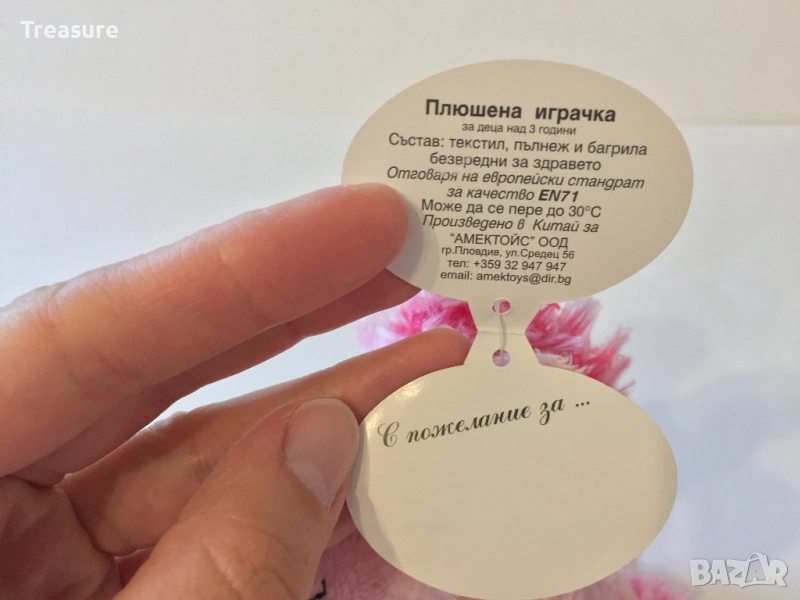 Treasure
Плюшена играчка
за деца над 3 години
Състав: текстил, пълнеж и багрила
безвредни за здравето
Отговаря на европейски стандрат
за качество EN71
Може да се пере до 30°C
Произведено в Китай за
"АМЕКТОЙС" ООД
гр.Пловдив, ул.Средец 56
тел: +359 32 947 947
email: amektoys@dir.bg
С пожелание за ...
BAZAR